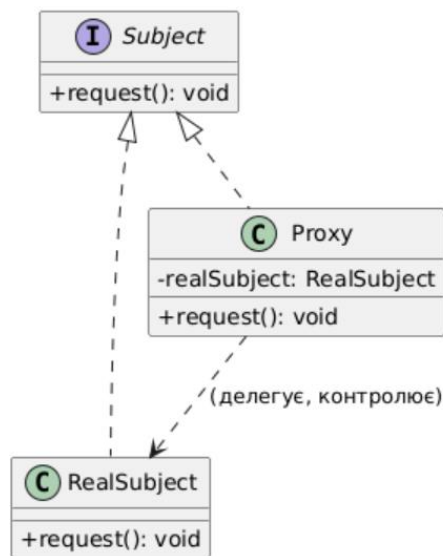 I Subject
+request(): void
C Proxy
-realSubject: RealSubject
+request(): void
(делегує, контролює)
C RealSubject
+request(): void